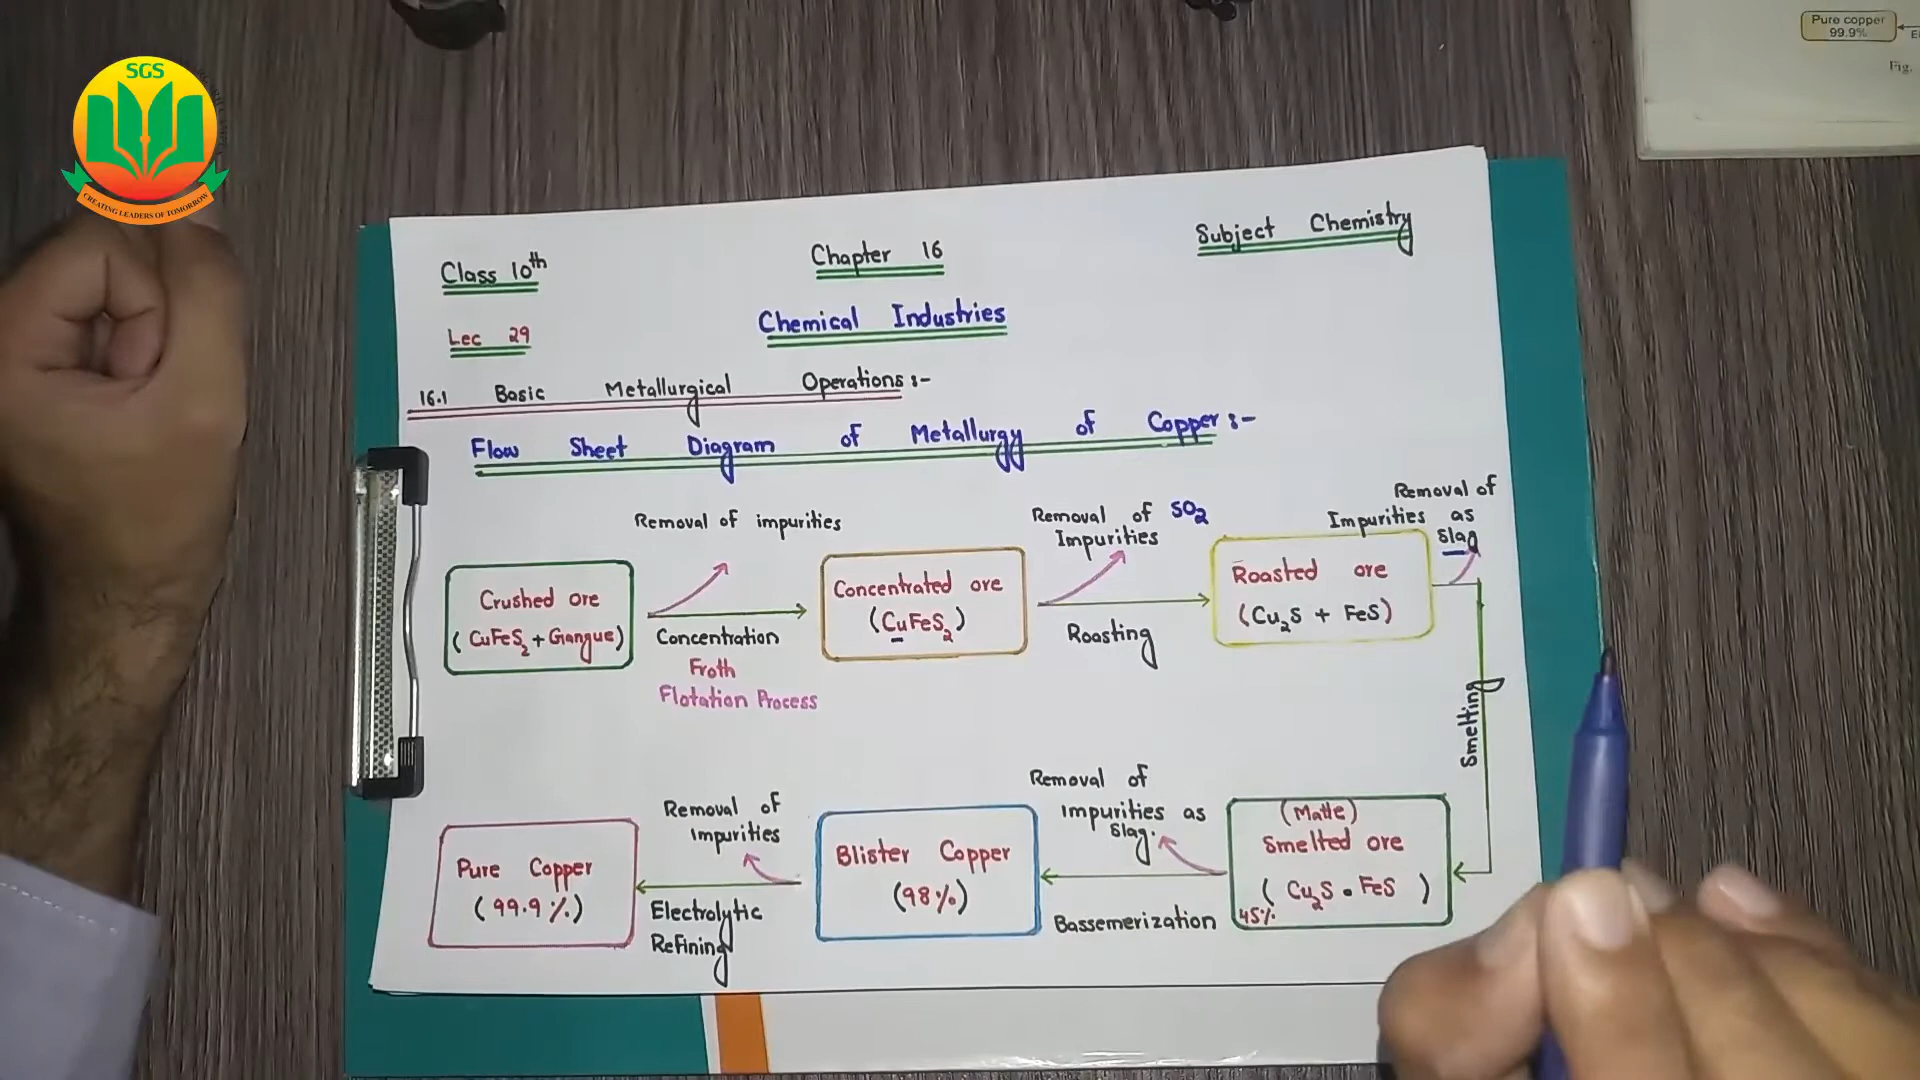 SGS
CREATING LEADERS OF TOMORROW
Pure copper
99.9%
Fig.
Class 10th
Chapter 16
Subject Chemistry
Lec 29
Chemical Industries
16.1 Basic Metallurgical Operations :-
Flow Sheet Diagram of Metallurgy of Copper :-
Removal of impurities
Removal of SO2
Impurities
Removal of
Impurities as
Slag
Crushed ore
(CuFeS2 + Gangue)
Concentration
Froth
Flotation Process
Concentrated ore
(CuFeS2)
Roasting
Roasted ore
(Cu2S + FeS)
Smelting
(Matte)
Smelted ore
(Cu2S . FeS)
45%
Removal of
Impurities as
Slag.
Bassemerization
Blister Copper
(98%)
Removal of
Impurities
Electrolytic
Refining
Pure Copper
(99.9%)